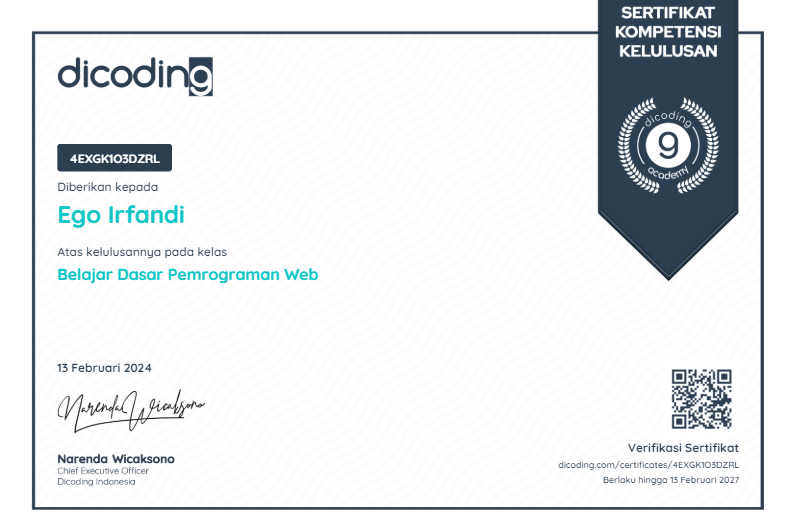 SERTIFIKAT
KOMPETENSI
KELULUSAN
dicoding
dicoding
g
academy
4EXGK1O3DZRL
Diberikan kepada
Ego Irfandi
Atas kelulusannya pada kelas
Belajar Dasar Pemrograman Web
13 Februari 2024
Narenda Wicaksono
Narenda Wicaksono
Chief Executive Officer
Dicoding Indonesia
Verifikasi Sertifikat
dicoding.com/certificates/4EXGK1O3DZRL
Berlaku hingga 13 Februari 2027